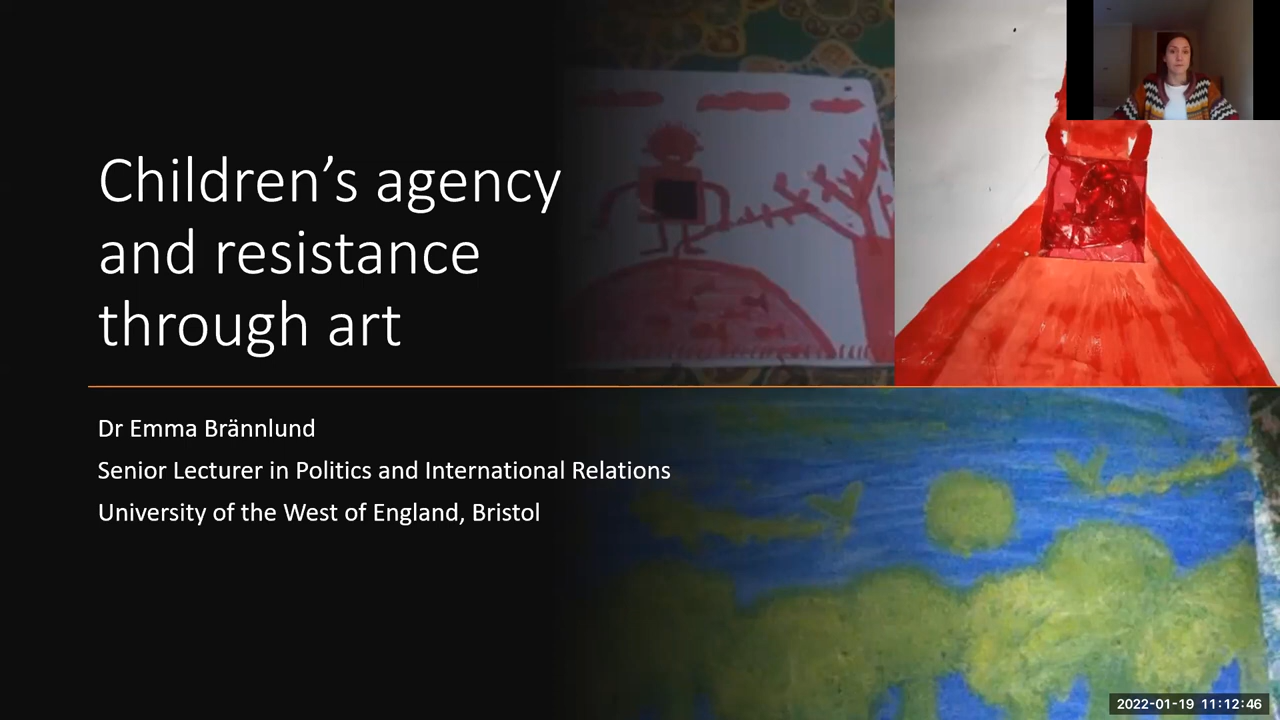 Children’s agency
and resistance
through art
Dr Emma Brännlund
Senior Lecturer in Politics and International Relations
University of the West of England, Bristol
2022-01-19 11:12:46